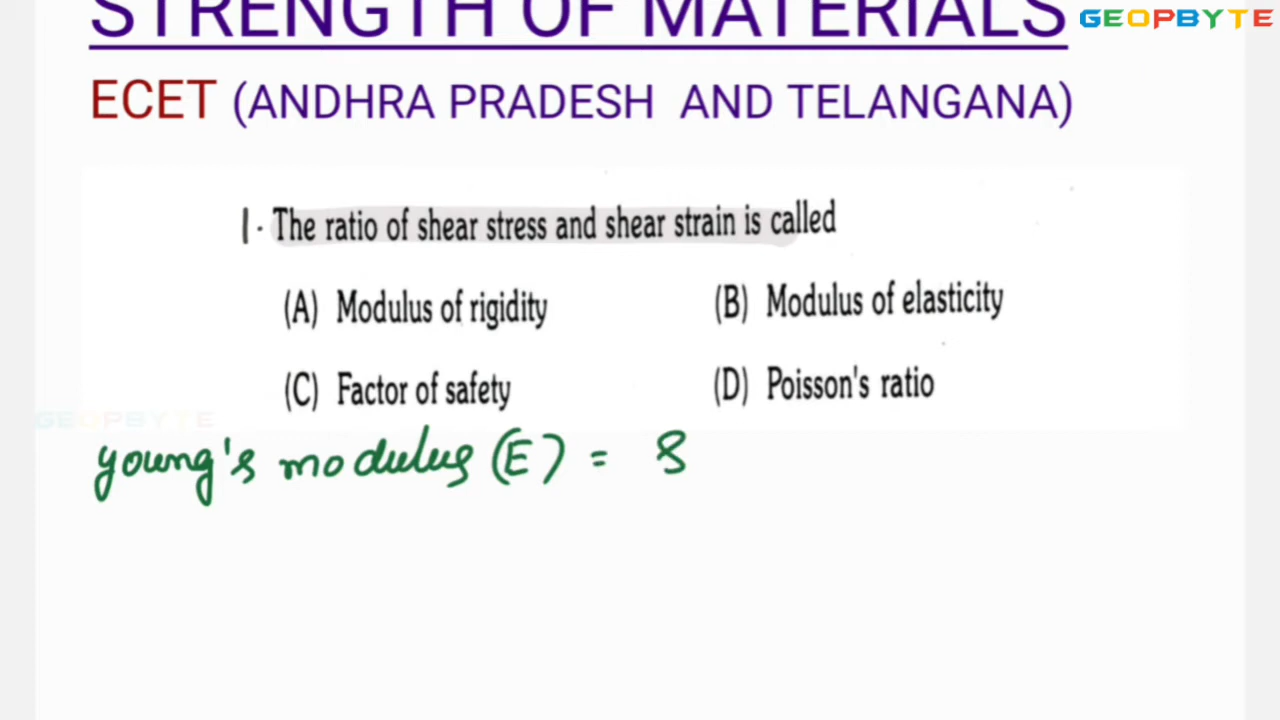 STRENGTH OF MATERIALS
GEOPBYTE
ECET (ANDHRA PRADESH AND TELANGANA)
1. The ratio of shear stress and shear strain is called
(A) Modulus of rigidity
(B) Modulus of elasticity
(C) Factor of safety
(D) Poisson's ratio
GEOPBYTE
young's modulus (E) = 8